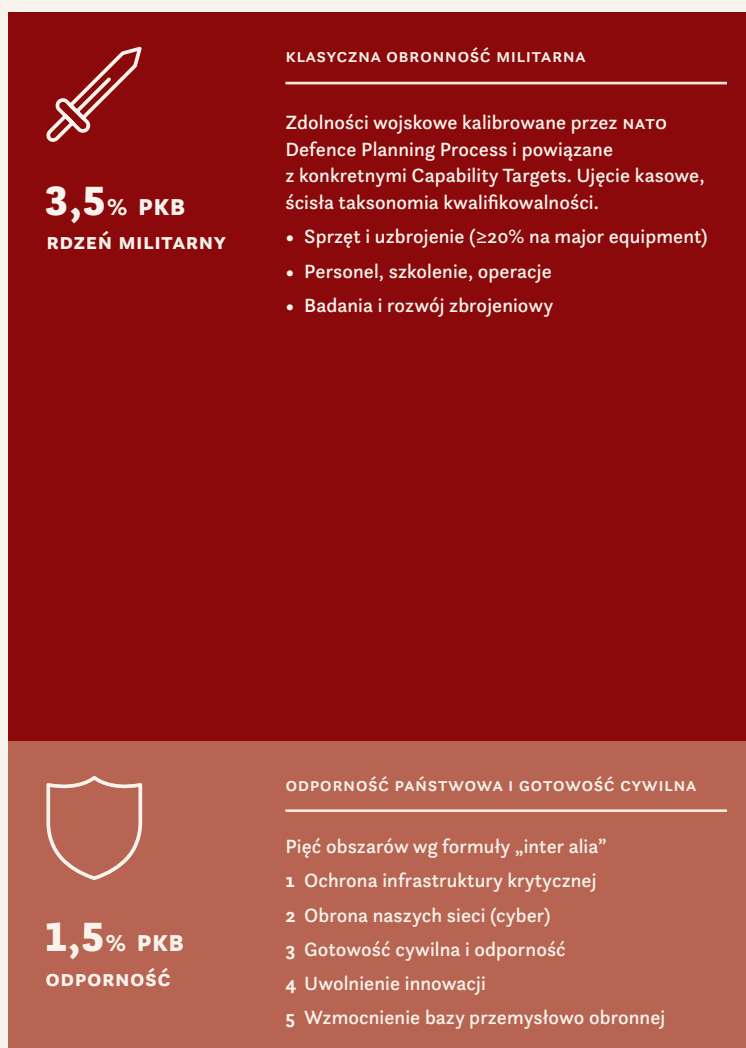 3,5% PKB
RDZEŃ MILITARNY
KLASYCZNA OBRONNOŚĆ MILITARNA
Zdolności wojskowe kalibrowane przez NATO
Defence Planning Process i powiązane
z konkretnymi Capability Targets. Ujęcie kasowe,
ścisła taksonomia kwalifikowalności.
• Sprzęt i uzbrojenie (≥20% na major equipment)
• Personel, szkolenie, operacje
• Badania i rozwój zbrojeniowy
1,5% PKB
ODPORNOŚĆ
ODPORNOŚĆ PAŃSTWOWA I GOTOWOŚĆ CYWILNA
Pięć obszarów wg formuły „inter alia”
1 Ochrona infrastruktury krytycznej
2 Obrona naszych sieci (cyber)
3 Gotowość cywilna i odporność
4 Uwolnienie innowacji
5 Wzmocnienie bazy przemysłowo obronnej